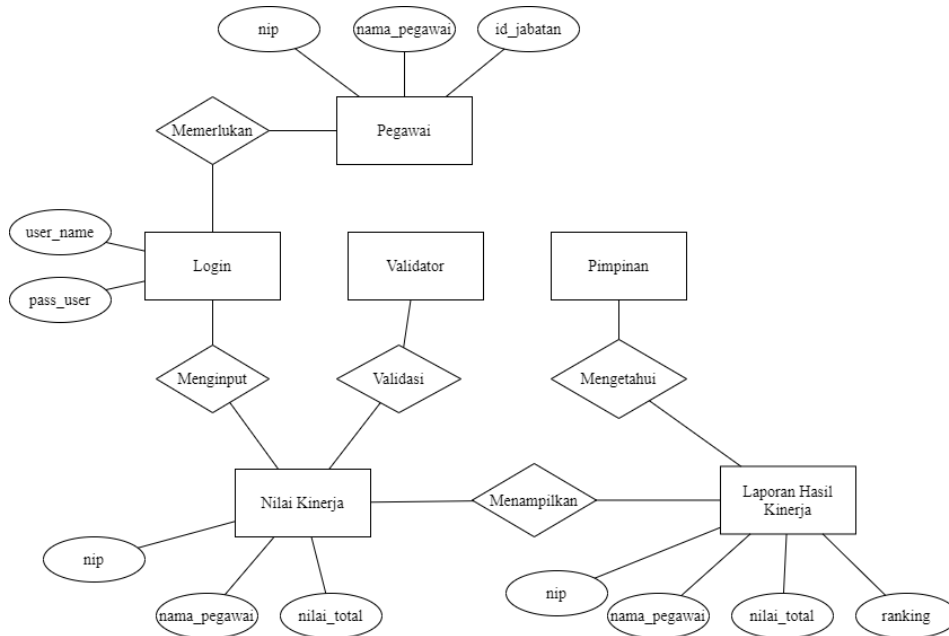 nip
nama_pegawai
id_jabatan
Memerlukan
Pegawai
user_name
Login
Validator
Pimpinan
pass_user
Menginput
Validasi
Mengetahui
Nilai Kinerja
Menampilkan
Laporan Hasil
Kinerja
nip
nip
nama_pegawai
nilai_total
nama_pegawai
nilai_total
ranking